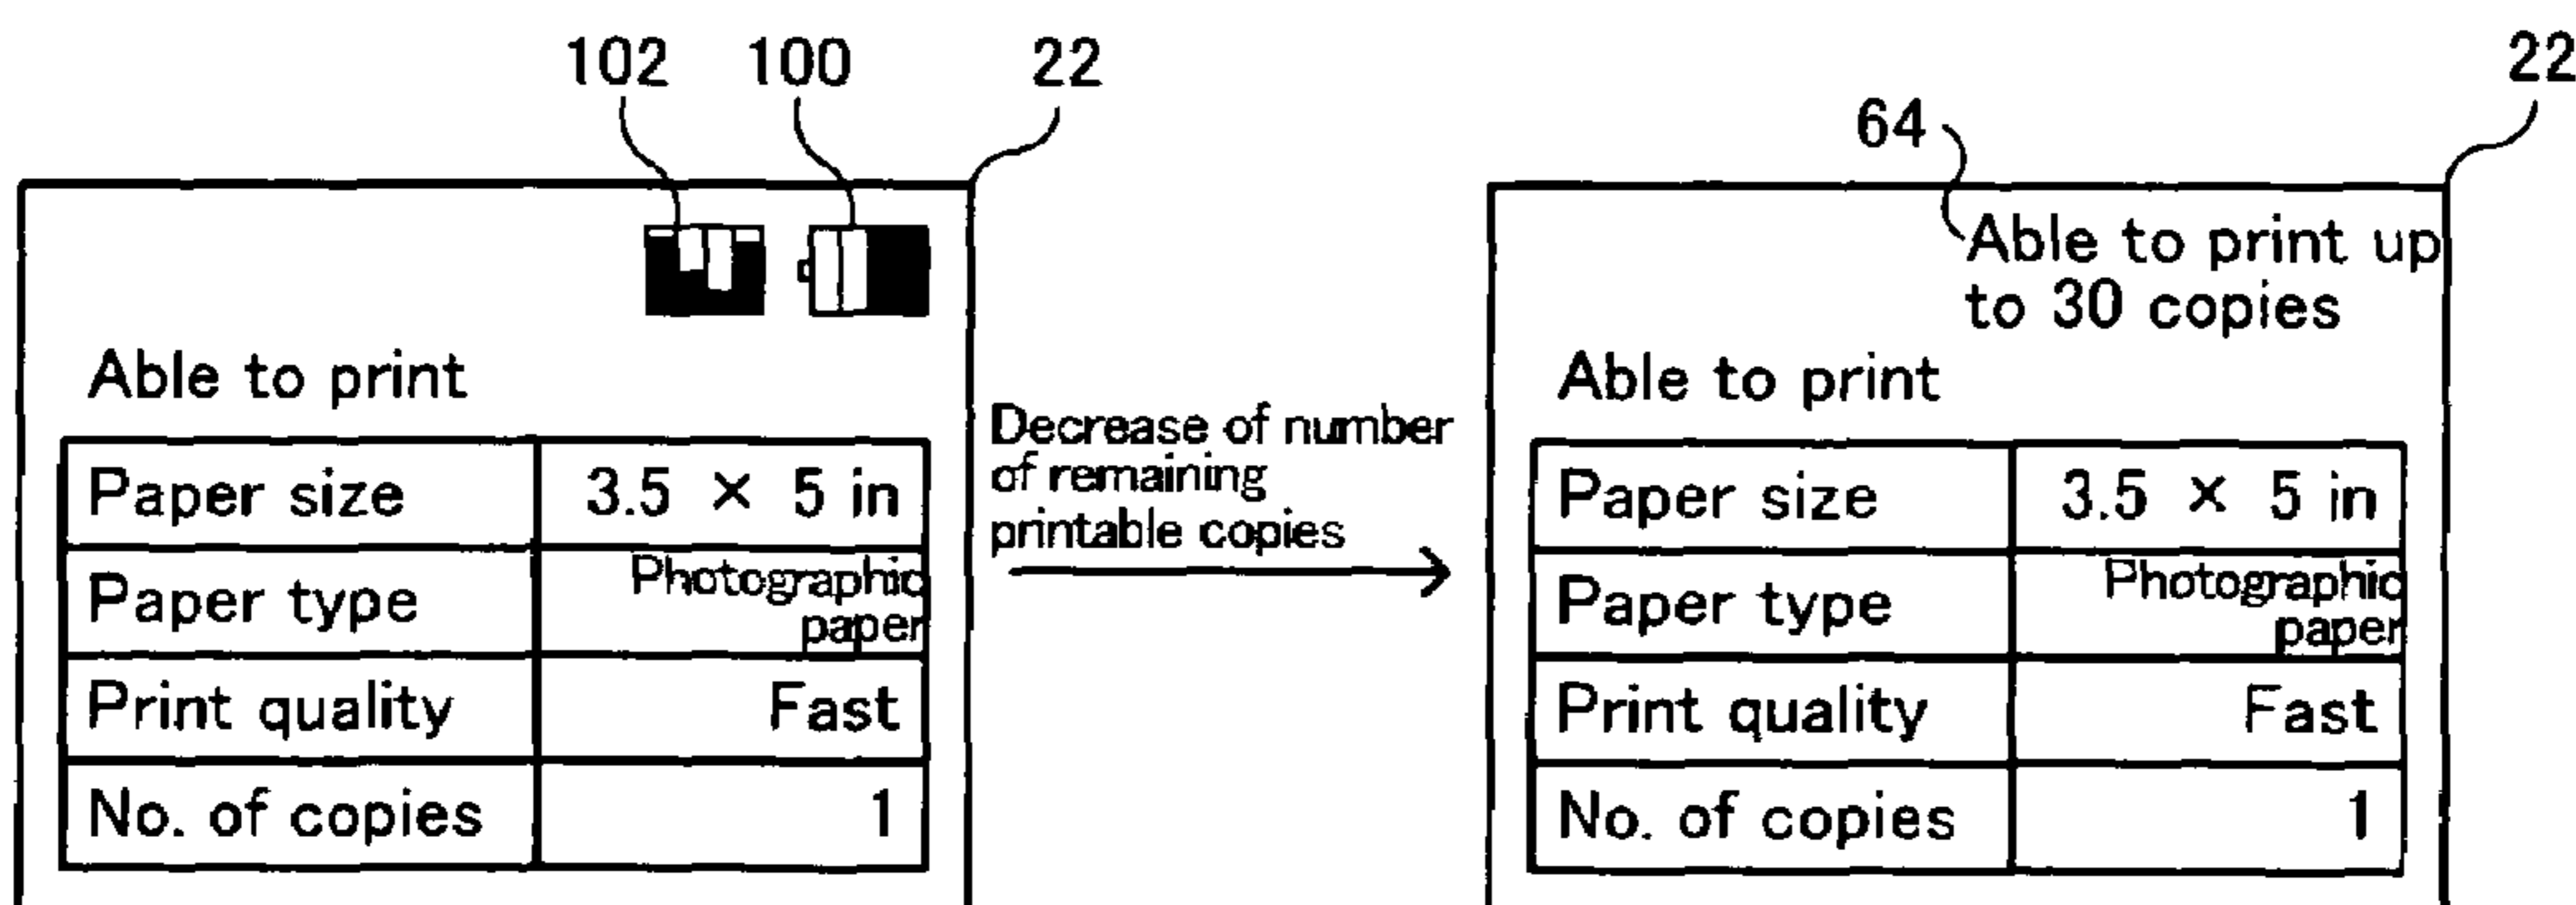 102 100 22
Able to print
Paper size 3.5 × 5 in
Paper type Photographic
paper
Print quality Fast
No. of copies 1
Decrease of number
of remaining
printable copies
64
22
Able to print up
to 30 copies
Able to print
Paper size 3.5 × 5 in
Paper type Photographic
paper
Print quality Fast
No. of copies 1